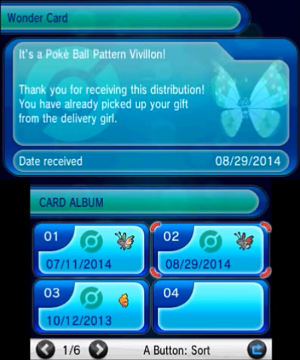 Wonder Card
It's a Poké Ball Pattern Vivillon!
Thank you for receiving this distribution!
You have already picked up your gift
from the delivery girl.
Date received 08/29/2014
CARD ALBUM
01 02
07/11/2014 08/29/2014
03 04
10/12/2013
1/6 A Button: Sort